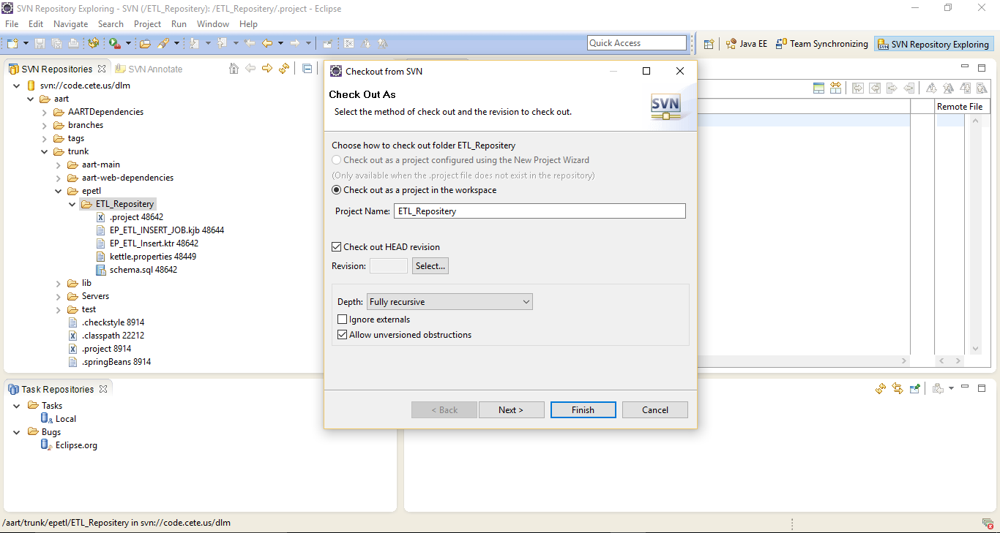 SVN Repository Exploring - SVN (/ETL_Repositery): /ETL_Repositery/.project - Eclipse
File Edit Navigate Search Project Run Window Help
Quick Access
Java EE
Team Synchronizing
SVN Repository Exploring
SVN Repositories
SVN Annotate
svn://code.cete.us/dlm
aart
AARTDependencies
branches
tags
trunk
aart-main
aart-web-dependencies
epetl
ETL_Repositery
.project 48642
EP_ETL_INSERT_JOB.kjb 48644
EP_ETL_Insert.ktr 48642
kettle.properties 48449
schema.sql 48642
lib
Servers
test
.checkstyle 8914
.classpath 22212
.project 8914
.springBeans 8914
Checkout from SVN
Check Out As
Select the method of check out and the revision to check out.
SVN
Choose how to check out folder ETL_Repositery
Check out as a project configured using the New Project Wizard
(Only available when the .project file does not exist in the repository)
Check out as a project in the workspace
Project Name: ETL_Repositery
Check out HEAD revision
Revision: Select...
Depth: Fully recursive
Ignore externals
Allow unversioned obstructions
< Back Next > Finish Cancel
Remote File
Task Repositories
Tasks
Local
Bugs
Eclipse.org
/aart/trunk/epetl/ETL_Repositery in svn://code.cete.us/dlm